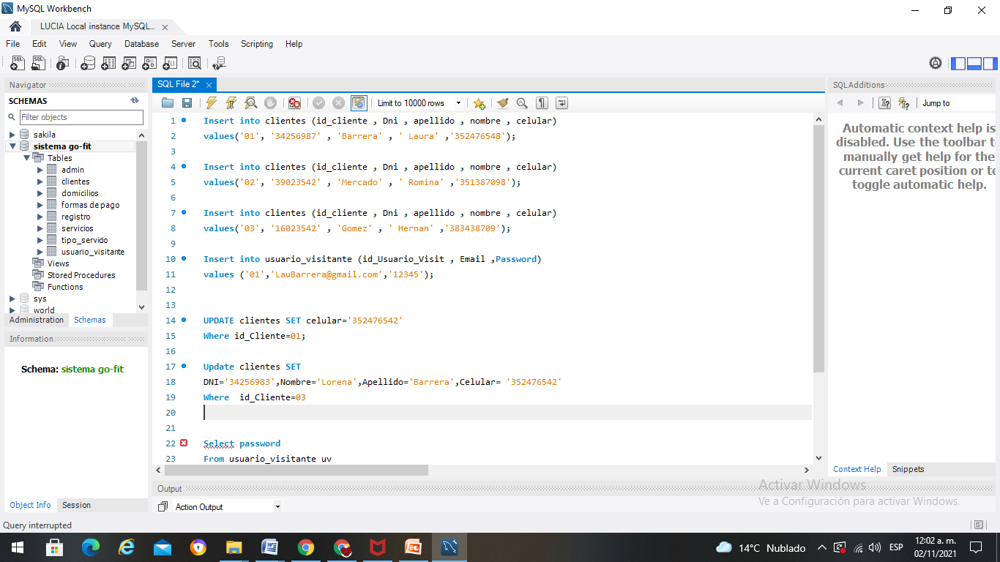 MySQL Workbench
LUCIA Local instance MySQL...
File Edit View Query Database Server Tools Scripting Help
Navigator
SCHEMAS
Filter objects
sakila
sistema go-fit
Tables
admin
clientes
domicilios
formas de pago
registro
servicios
tipo_servido
usuario_visitante
Views
Stored Procedures
Functions
sys
world
Administration Schemas
Information
Schema: sistema go-fit
Object Info Session
Query interrupted
SQL File 2*
Limit to 10000 rows
1 Insert into clientes (id_cliente , Dni , apellido , nombre , celular)
2 values('01', '34256987' , 'Barrera' , ' Laura' ,'352476548');
3
4 Insert into clientes (id_cliente , Dni , apellido , nombre , celular)
5 values('02', '39023542' , 'Mercado' , ' Romina' ,'351387098');
6
7 Insert into clientes (id_cliente , Dni , apellido , nombre , celular)
8 values('03', '16023542' , 'Gomez' , ' Hernan' ,'383438709');
9
10 Insert into usuario_visitante (id_Usuario_Visit , Email ,Password)
11 values ('01','LauBarrera@gmail.com','12345');
12
13
14 UPDATE clientes SET celular='352476542'
15 Where id_Cliente=01;
16
17 Update clientes SET
18 DNI='34256983',Nombre='Lorena',Apellido='Barrera',Celular= '352476542'
19 Where  id_Cliente=03
20
21
22 Select password
23 From usuario_visitante uv
Output
Action Output
SQLAdditions
Jump to
Automatic context help is
disabled. Use the toolbar t
manually get help for the
current caret position or to
toggle automatic help.
Context Help Snippets
Activar Windows
Ve a Configuración para activar Windows.
14°C Nublado
ESP
12:02 a. m.
02/11/2021